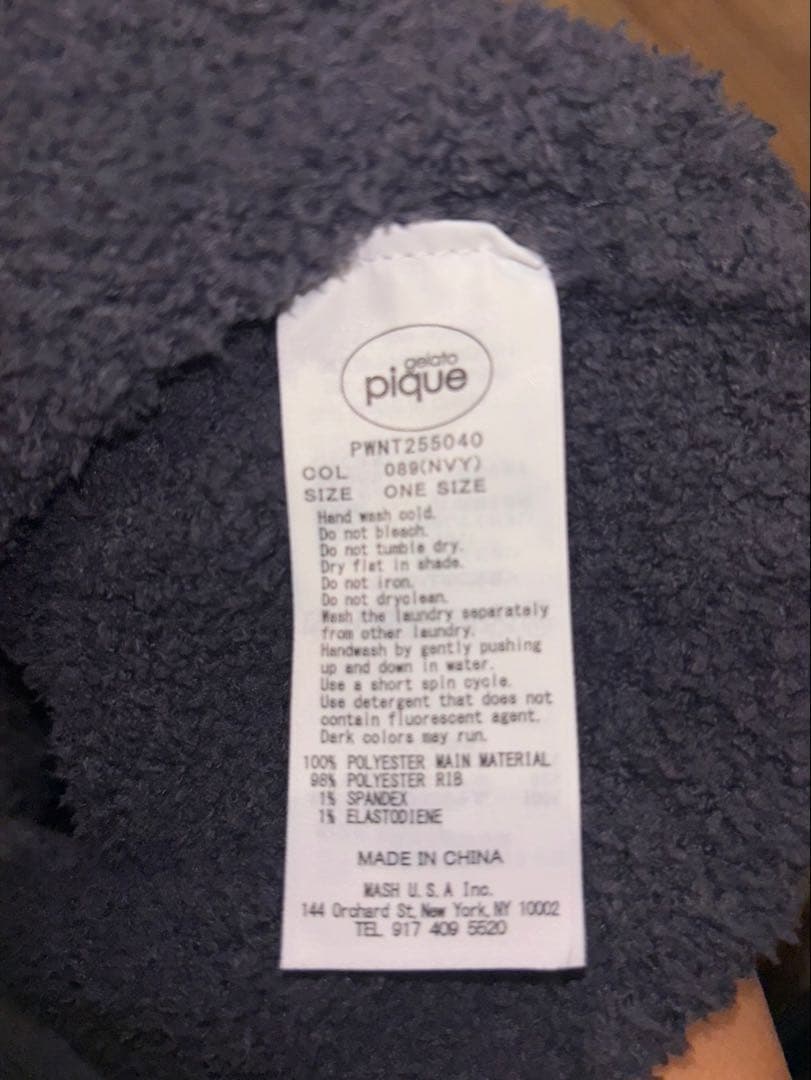 gelato
pique
PWNT255040
COL 089(NVY)
SIZE ONE SIZE
Hand wash cold.
Do not bleach.
Do not tumble dry.
Dry flat in shade.
Do not iron.
Do not dryclean.
Wash the laundry separately
from other laundry.
Handwash by gently pushing
up and down in water.
Use a short spin cycle.
Use detergent that does not
contain fluorescent agent.
Dark colors may run.
100% POLYESTER MAIN MATERIAL
98% POLYESTER RIB
1% SPANDEX
1% ELASTODIENE
MADE IN CHINA
MASH U.S.A Inc.
144 Orchard St, New York, NY 10002
TEL 917 409 5520